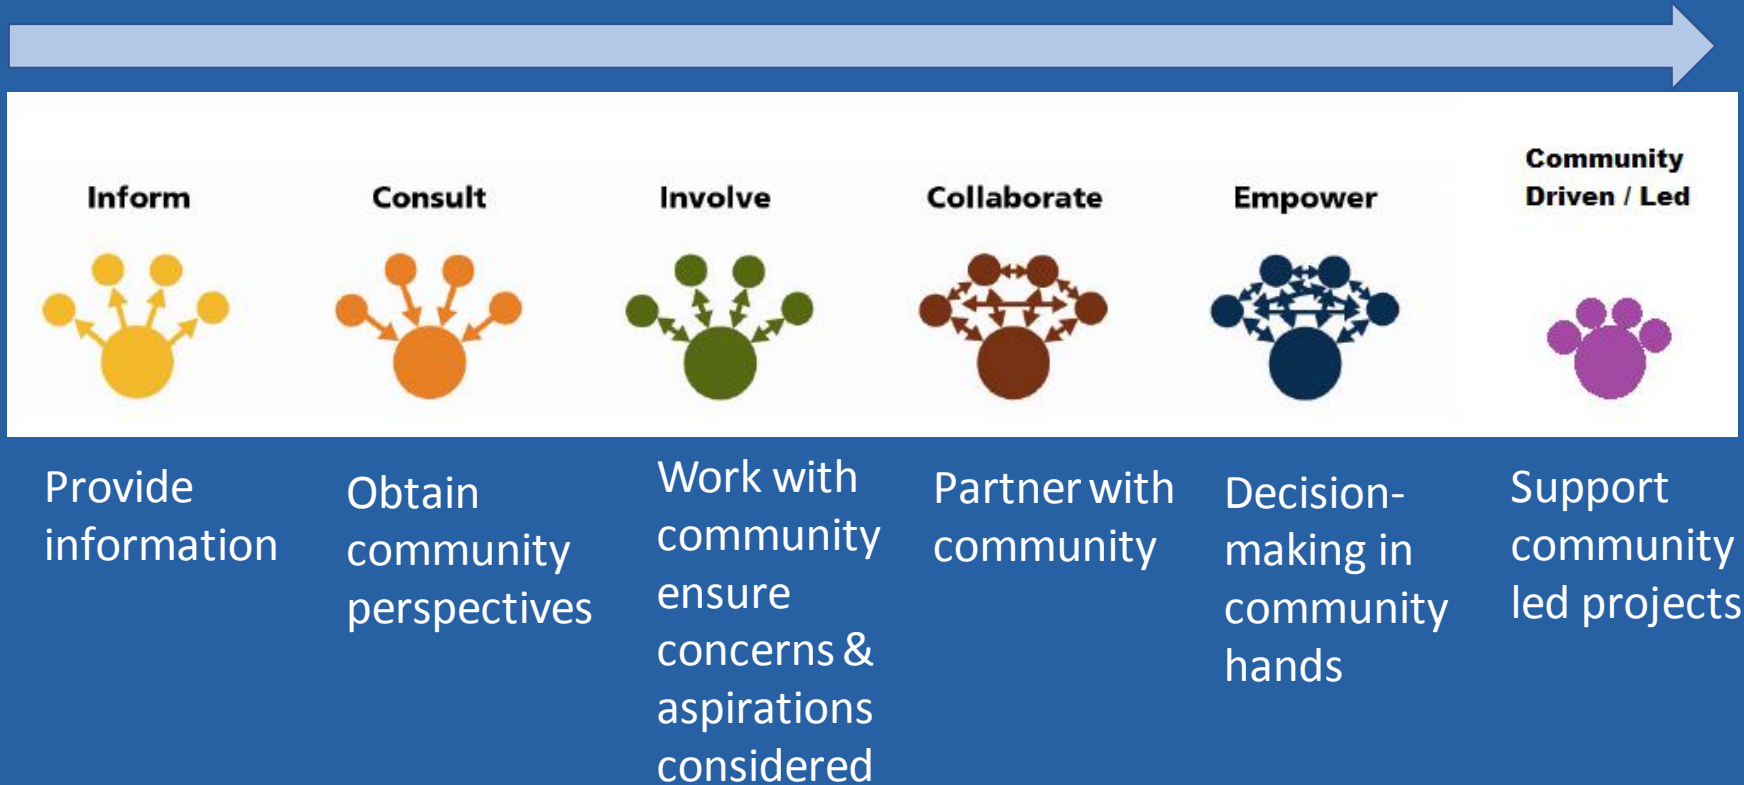 Inform
Consult
Involve
Collaborate
Empower
Community
Driven / Led
Provide
information
Obtain
community
perspectives
Work with
community
ensure
concerns &
aspirations
considered
Partner with
community
Decision-
making in
community
hands
Support
community
led projects